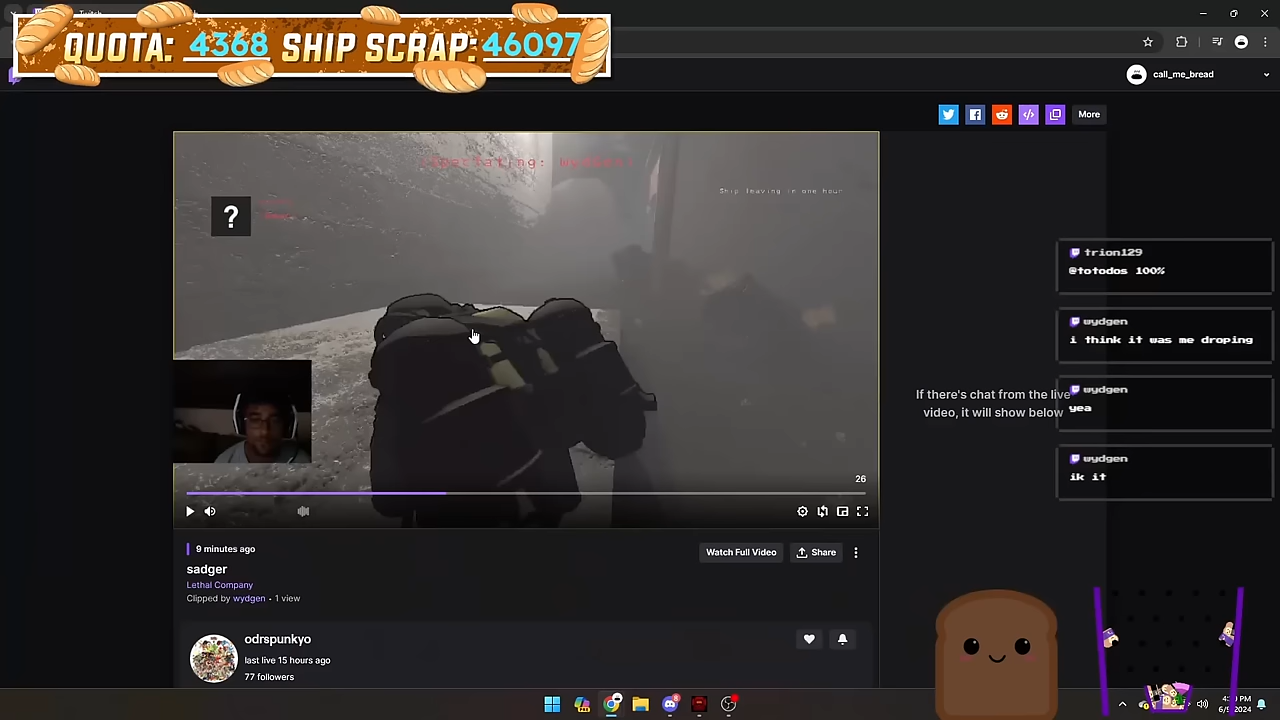 QUOTA: 4368 SHIP SCRAP: 46097
call_me_bread
More
Ship leaving in one hour
?
trion129
@totodos 100%
wydgen
i think it was me droping
wydgen
yea
wydgen
ik it
If there's chat from the live
video, it will show below
26
9 minutes ago
sadger
Lethal Company
Clipped by wydgen • 1 view
Watch Full Video
Share
odrspunkyo
last live 15 hours ago
77 followers
PM